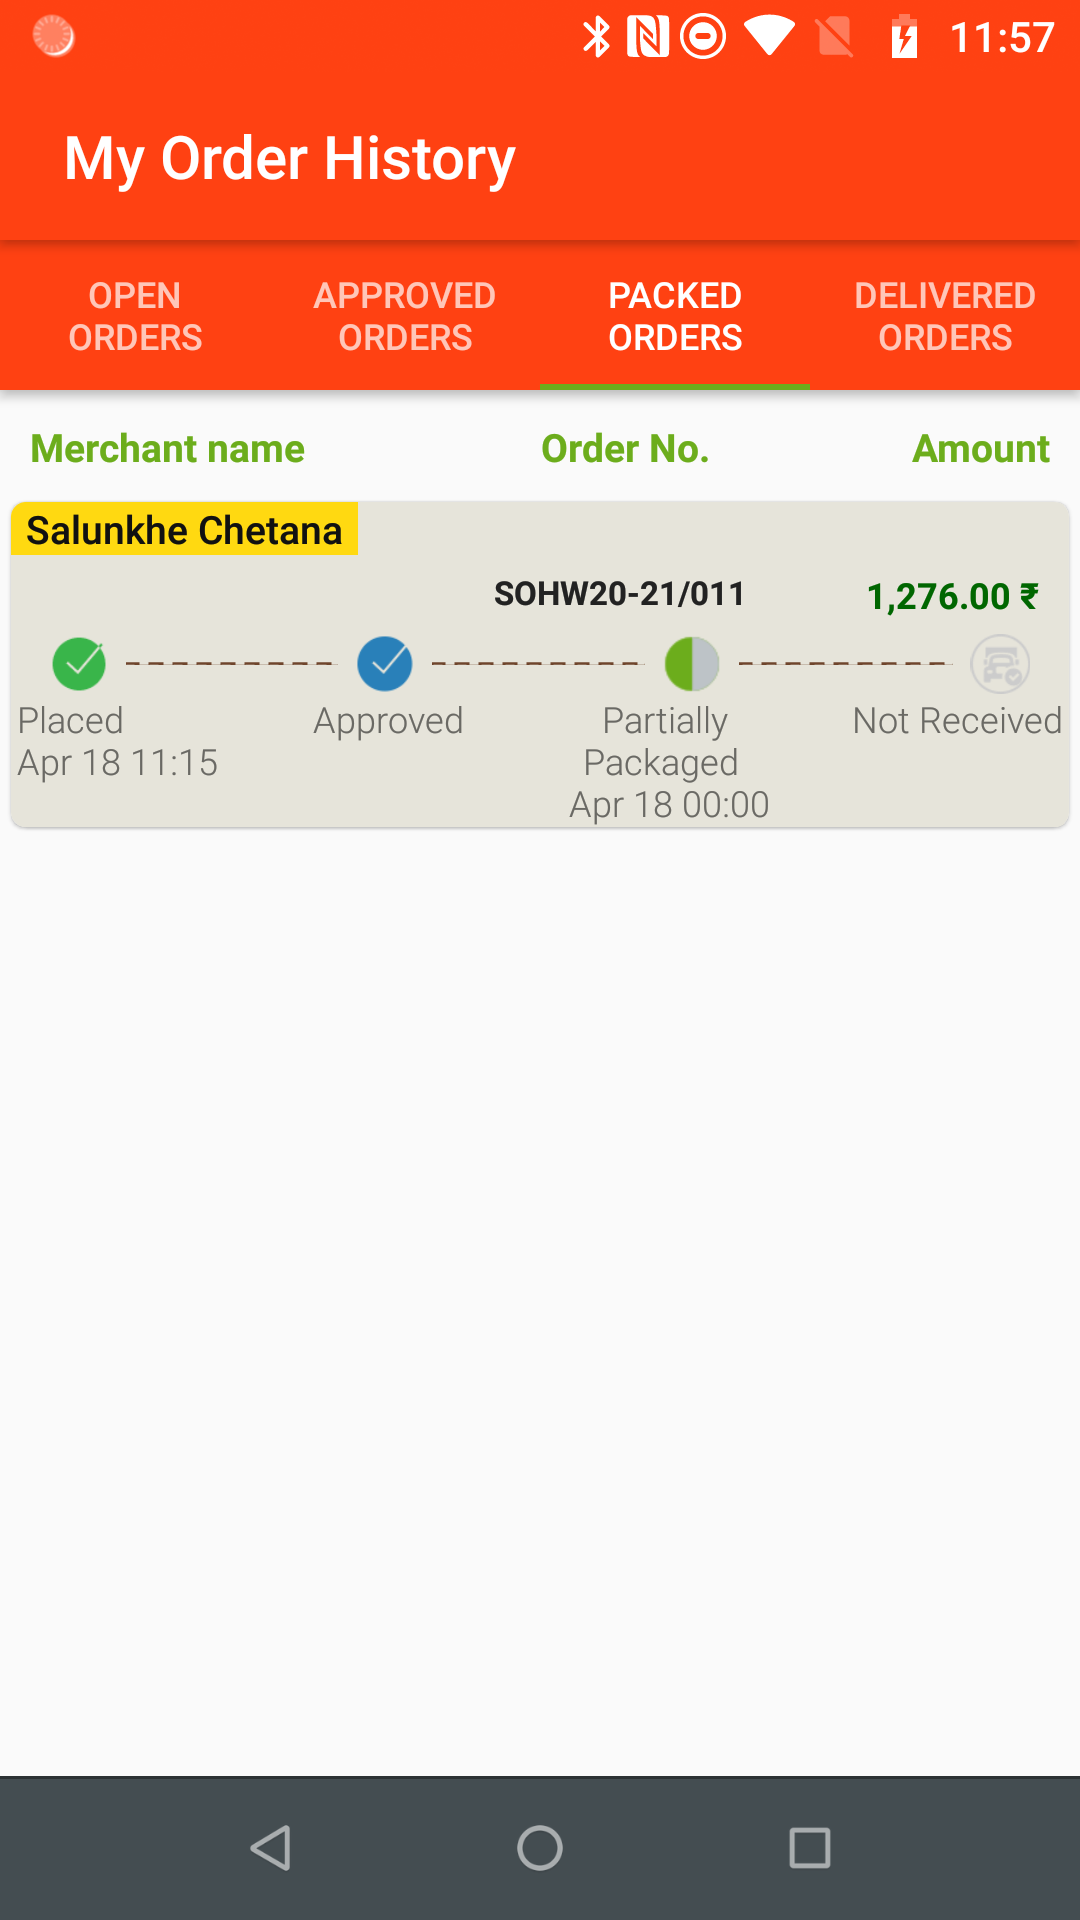 11:57
My Order History
OPEN ORDERS
APPROVED ORDERS
PACKED ORDERS
DELIVERED ORDERS
Merchant name Order No. Amount
Salunkhe Chetana
SOHW20-21/011 1,276.00 ₹
Placed
Apr 18 11:15
Approved
Partially
Packaged
Apr 18 00:00
Not Received